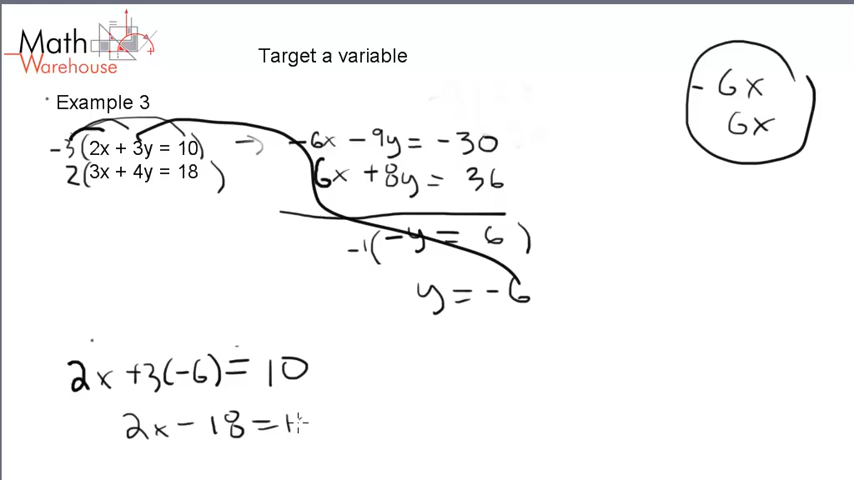 Math
Warehouse
Target a variable
- 6x
6x
Example 3
-3(2x + 3y = 10) → -6x - 9y = -30
2(3x + 4y = 18 ) 6x + 8y = 36
-1(-y = 6 )
y = -6
2x + 3(-6) = 10
2x - 18 = 1